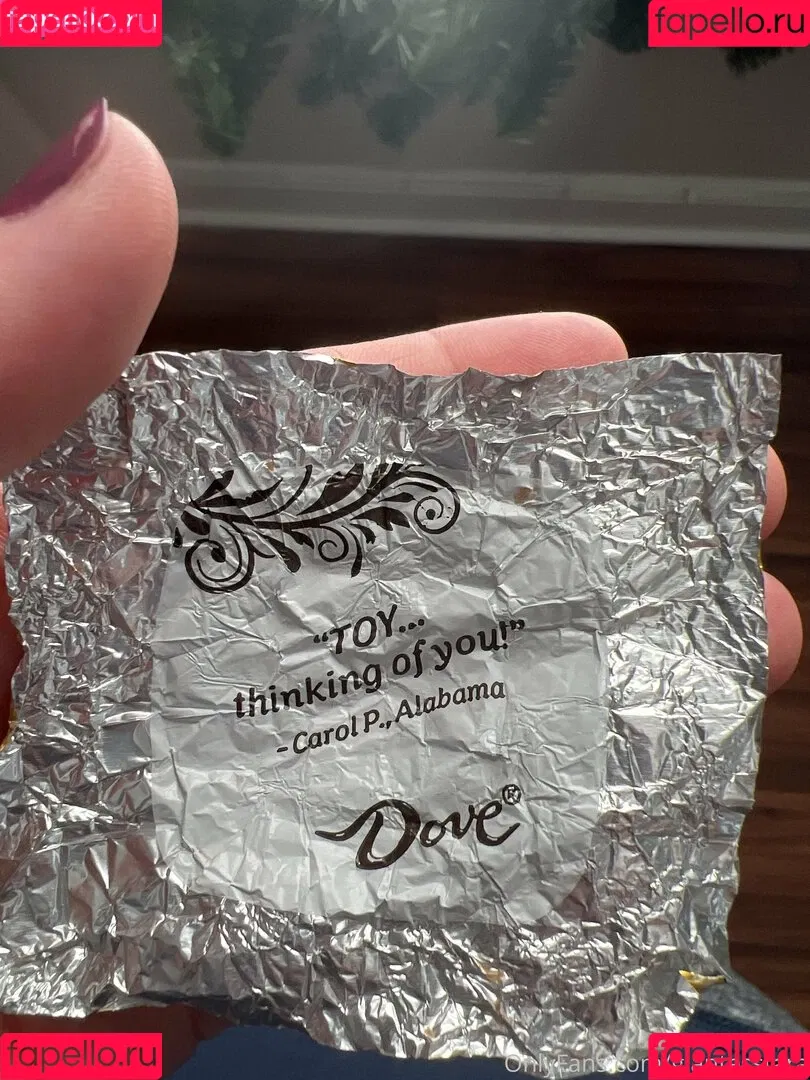 fapello.ru
fapello.ru
“TOY...
thinking of you!”
-Carol P., Alabama
Dove®
fapello.ru
fapello.ru